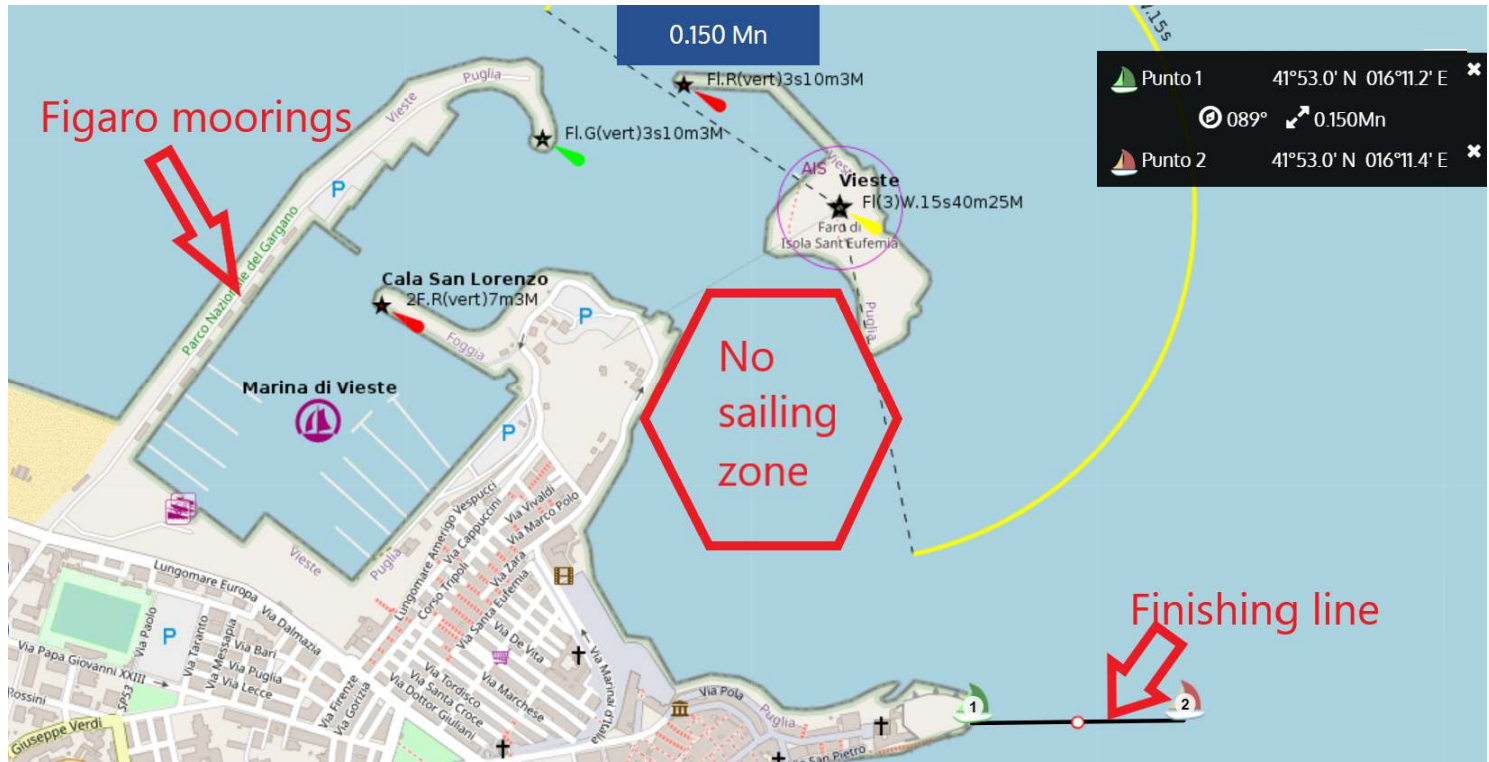 0.150 Mn
.15s
Punto 1 41°53.0' N 016°11.2' E ×
089° 0.150Mn
Punto 2 41°53.0' N 016°11.4' E ×
Puglia
Vieste
Fl.R(vert)3s10m3M
Figaro moorings
Fl.G(vert)3s10m3M
P
AIS
Vieste
Vieste
Fl(3)W.15s40m25M
Faro di
Isola Sant'Eufemia
Puglia
Parco Nazionale del Gargano
Cala San Lorenzo
2F.R(vert)7m3M
Foggia
P
No
sailing
zone
Marina di Vieste
P
Via Vivaldi
Via Marco Polo
Via Cappuccini
Lungomare Amerigo Vespucci
Corso Tripoli
Via Zara
Via Santa Eufemia
Via De Vita
Via Marinai d'Italia
Vieste
Puglia
Lungomare Europa
Via Dalmazia
Via Paolo
P
Via Taranto
Via Messapia
Via Bari
Via Puglia
Via Lecce
Via Papa Giovanni XXIII
SP53
Rossini
Giuseppe Verdi
Via Firenze
Via Gorizia
Via Tordisco
Via Santa Croce
Via Dottor Giuliani
Via Marchese
Via Pola
Puglia
San Pietro
Finishing line
1
2